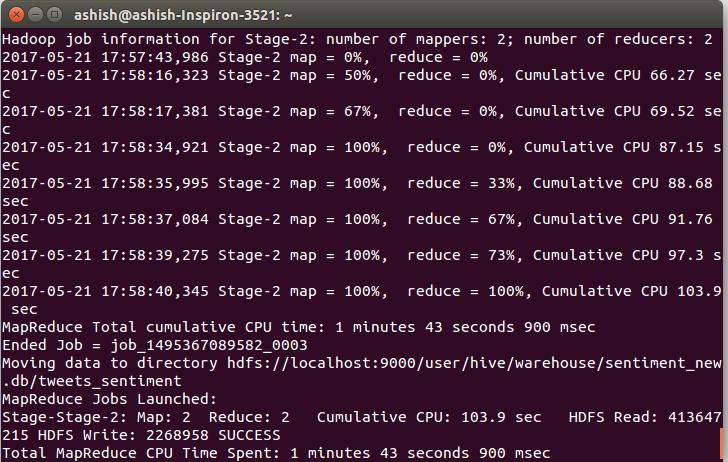 ashish@ashish-Inspiron-3521: ~
Hadoop job information for Stage-2: number of mappers: 2; number of reducers: 2
2017-05-21 17:57:43,986 Stage-2 map = 0%,  reduce = 0%
2017-05-21 17:58:16,323 Stage-2 map = 50%,  reduce = 0%, Cumulative CPU 66.27 se
c
2017-05-21 17:58:17,381 Stage-2 map = 67%,  reduce = 0%, Cumulative CPU 69.52 se
c
2017-05-21 17:58:34,921 Stage-2 map = 100%,  reduce = 0%, Cumulative CPU 87.15 s
ec
2017-05-21 17:58:35,995 Stage-2 map = 100%,  reduce = 33%, Cumulative CPU 88.68
sec
2017-05-21 17:58:37,084 Stage-2 map = 100%,  reduce = 67%, Cumulative CPU 91.76
sec
2017-05-21 17:58:39,275 Stage-2 map = 100%,  reduce = 73%, Cumulative CPU 97.3 s
ec
2017-05-21 17:58:40,345 Stage-2 map = 100%,  reduce = 100%, Cumulative CPU 103.9
 sec
MapReduce Total cumulative CPU time: 1 minutes 43 seconds 900 msec
Ended Job = job_1495367089582_0003
Moving data to directory hdfs://localhost:9000/user/hive/warehouse/sentiment_new
.db/tweets_sentiment
MapReduce Jobs Launched:
Stage-Stage-2: Map: 2  Reduce: 2   Cumulative CPU: 103.9 sec   HDFS Read: 413647
215 HDFS Write: 2268958 SUCCESS
Total MapReduce CPU Time Spent: 1 minutes 43 seconds 900 msec